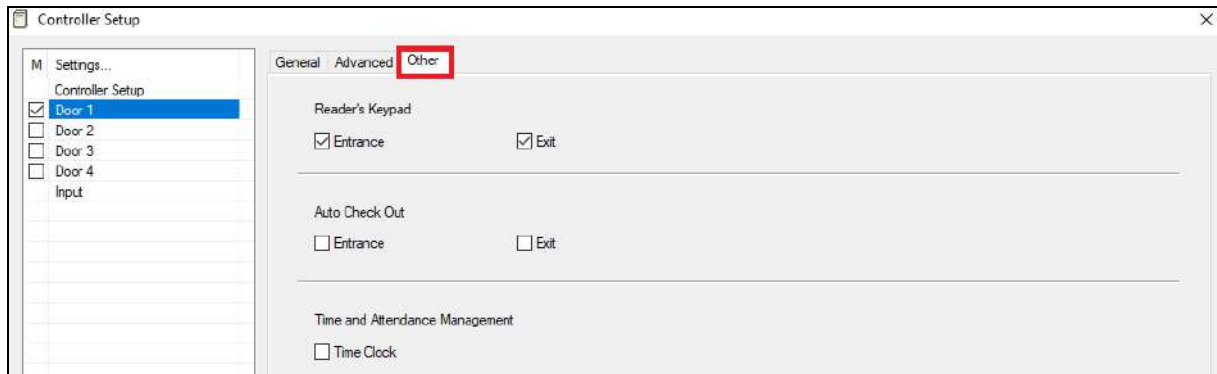 Controller Setup
M Settings...
Controller Setup
Door 1
Door 2
Door 3
Door 4
Input
General Advanced Other
Reader's Keypad
Entrance Exit
Auto Check Out
Entrance Exit
Time and Attendance Management
Time Clock